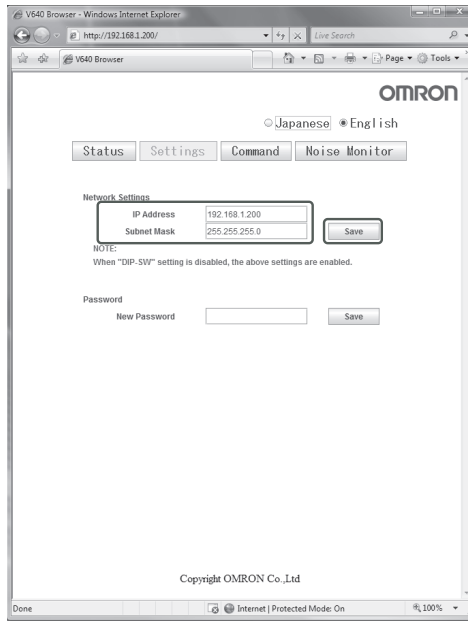 V640 Browser - Windows Internet Explorer
http://192.168.1.200/
Live Search
V640 Browser
Page
Tools
OMRON
Japanese English
Status Settings Command Noise Monitor
Network Settings
IP Address 192.168.1.200
Subnet Mask 255.255.255.0 Save
NOTE:
When "DIP-SW" setting is disabled, the above settings are enabled.
Password
New Password Save
Copyright OMRON Co.,Ltd
Done Internet | Protected Mode: On 100%